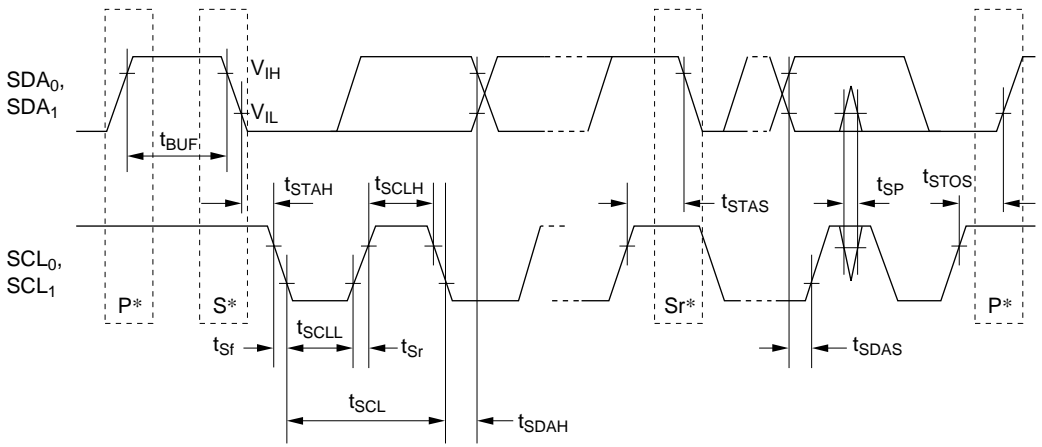 SDA0,
SDA1
VIH
VIL
tBUF
tSTAH
tSCLH
tSTAS
tSP
tSTOS
SCL0,
SCL1
P*
S*
Sr*
P*
tSf
tSCLL
tSr
tSDAS
tSCL
tSDAH